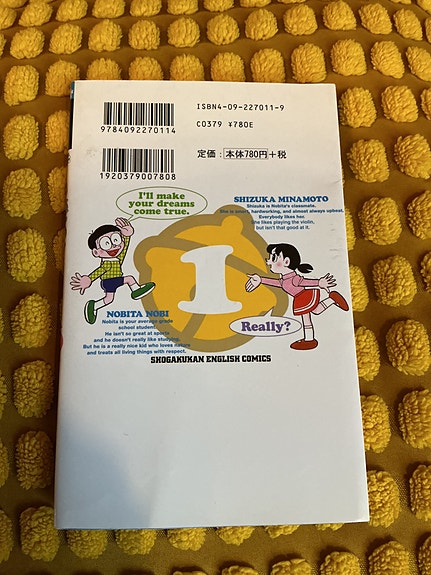 ISBN4-09-227011-9
9784092270114
C0379 ¥780E
1920379007808
定価：本体780円+税
I'll make
your dreams
come true.
SHIZUKA MINAMOTO
Shizuka is Nobita's classmate.
She is smart, hardworking, and almost always upbeat.
Everybody likes her.
She likes playing the violin,
but isn't that good at it.
1
NOBITA NOBI
Nobita is your average grade
school student.
He isn't so great at sports
and he doesn't really like studying.
But he is a really nice kid who loves nature
and treats all living things with respect.
Really?
SHOGAKUKAN ENGLISH COMICS